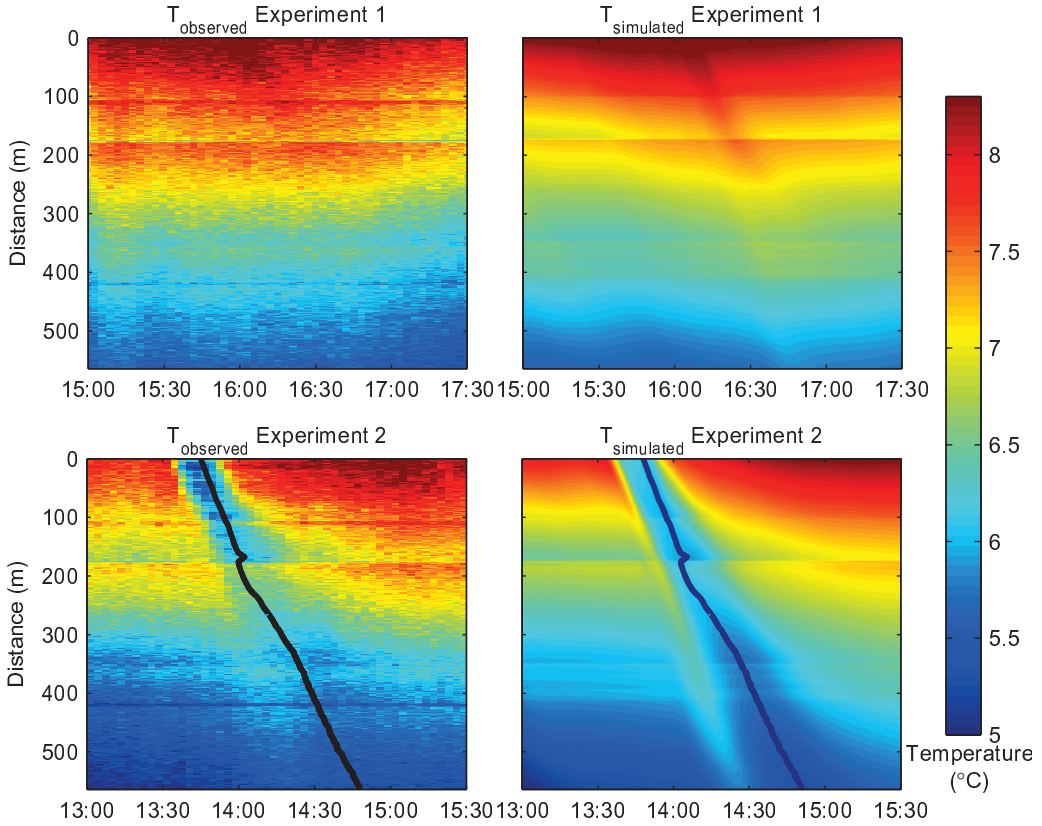 T_observed Experiment 1
T_simulated Experiment 1
0
100
200
300
400
500
Distance (m)
15:00 15:30 16:00 16:30 17:00 17:30
15:00 15:30 16:00 16:30 17:00 17:30
8
7.5
7
6.5
6
5.5
5
Temperature
(°C)
T_observed Experiment 2
T_simulated Experiment 2
0
100
200
300
400
500
Distance (m)
13:00 13:30 14:00 14:30 15:00 15:30
13:00 13:30 14:00 14:30 15:00 15:30